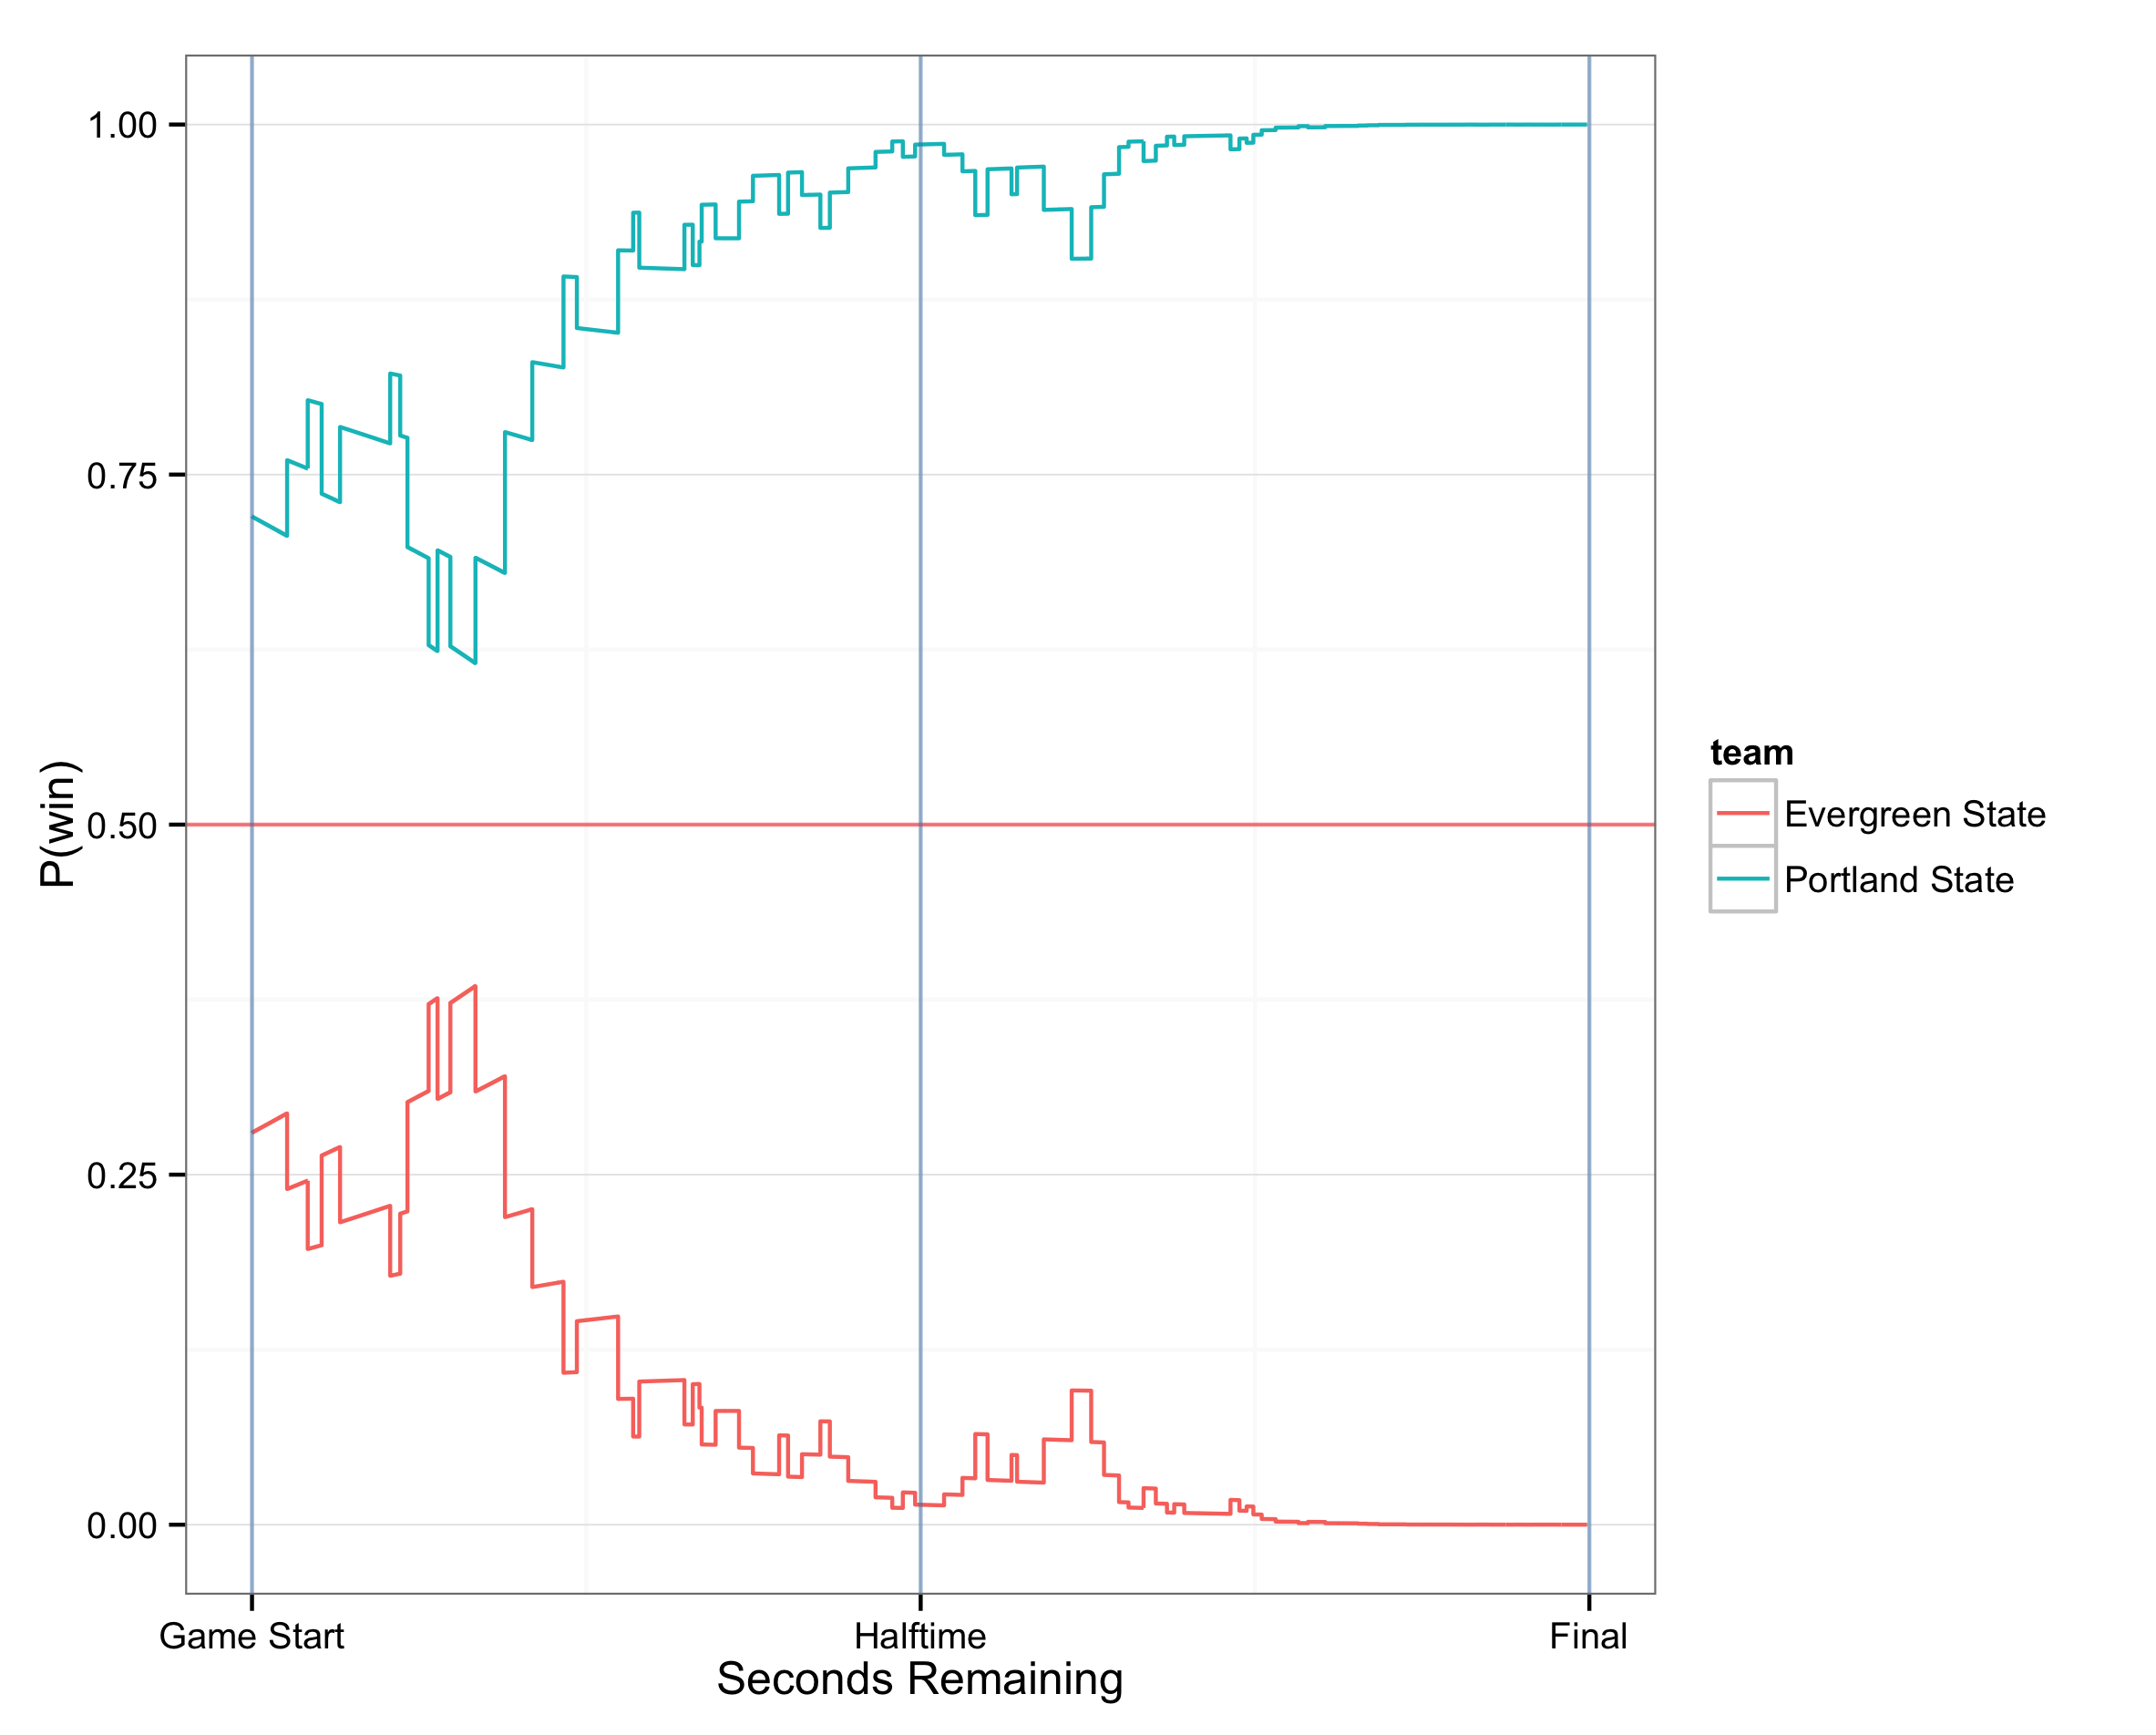 1.00
0.75
0.50
0.25
0.00
P(win)
Game Start
Halftime
Final
Seconds Remaining
team
Evergreen State
Portland State